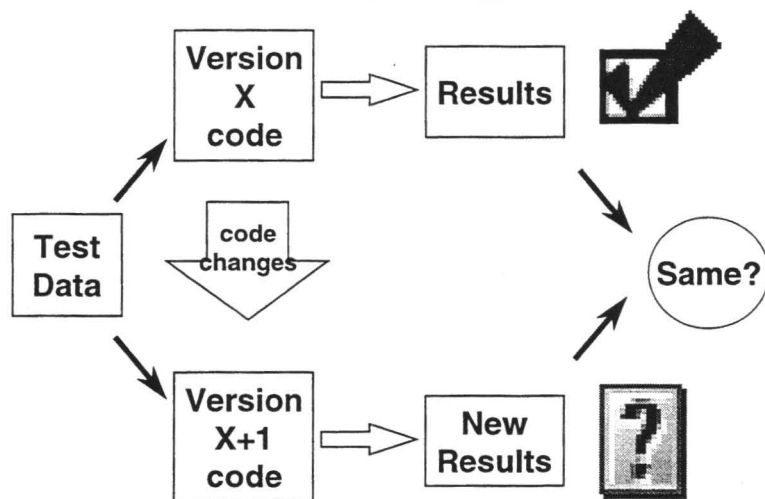 Version
X
code
Results
Test
Data
code
changes
Same?
Version
X+1
code
New
Results
?